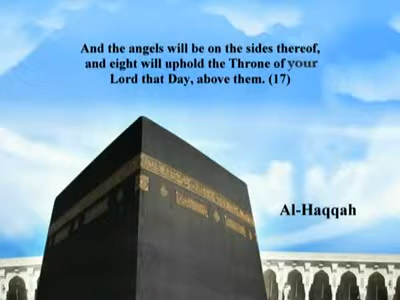 And the angels will be on the sides thereof,
and eight will uphold the Throne of your
Lord that Day, above them. (17)
Al-Haqqah